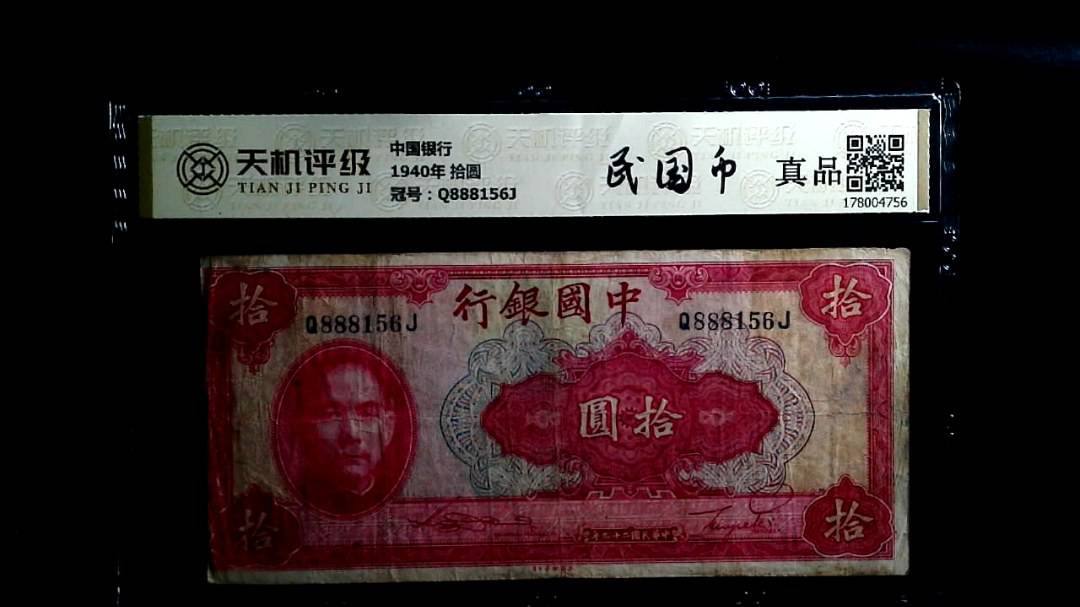 天机评级
TIAN JI PING JI
中国银行
1940年 拾圆
冠号：Q888156J
民国币
真品
178004756
拾
拾
行銀國中
Q888156J
Q888156J
圓拾
拾
拾